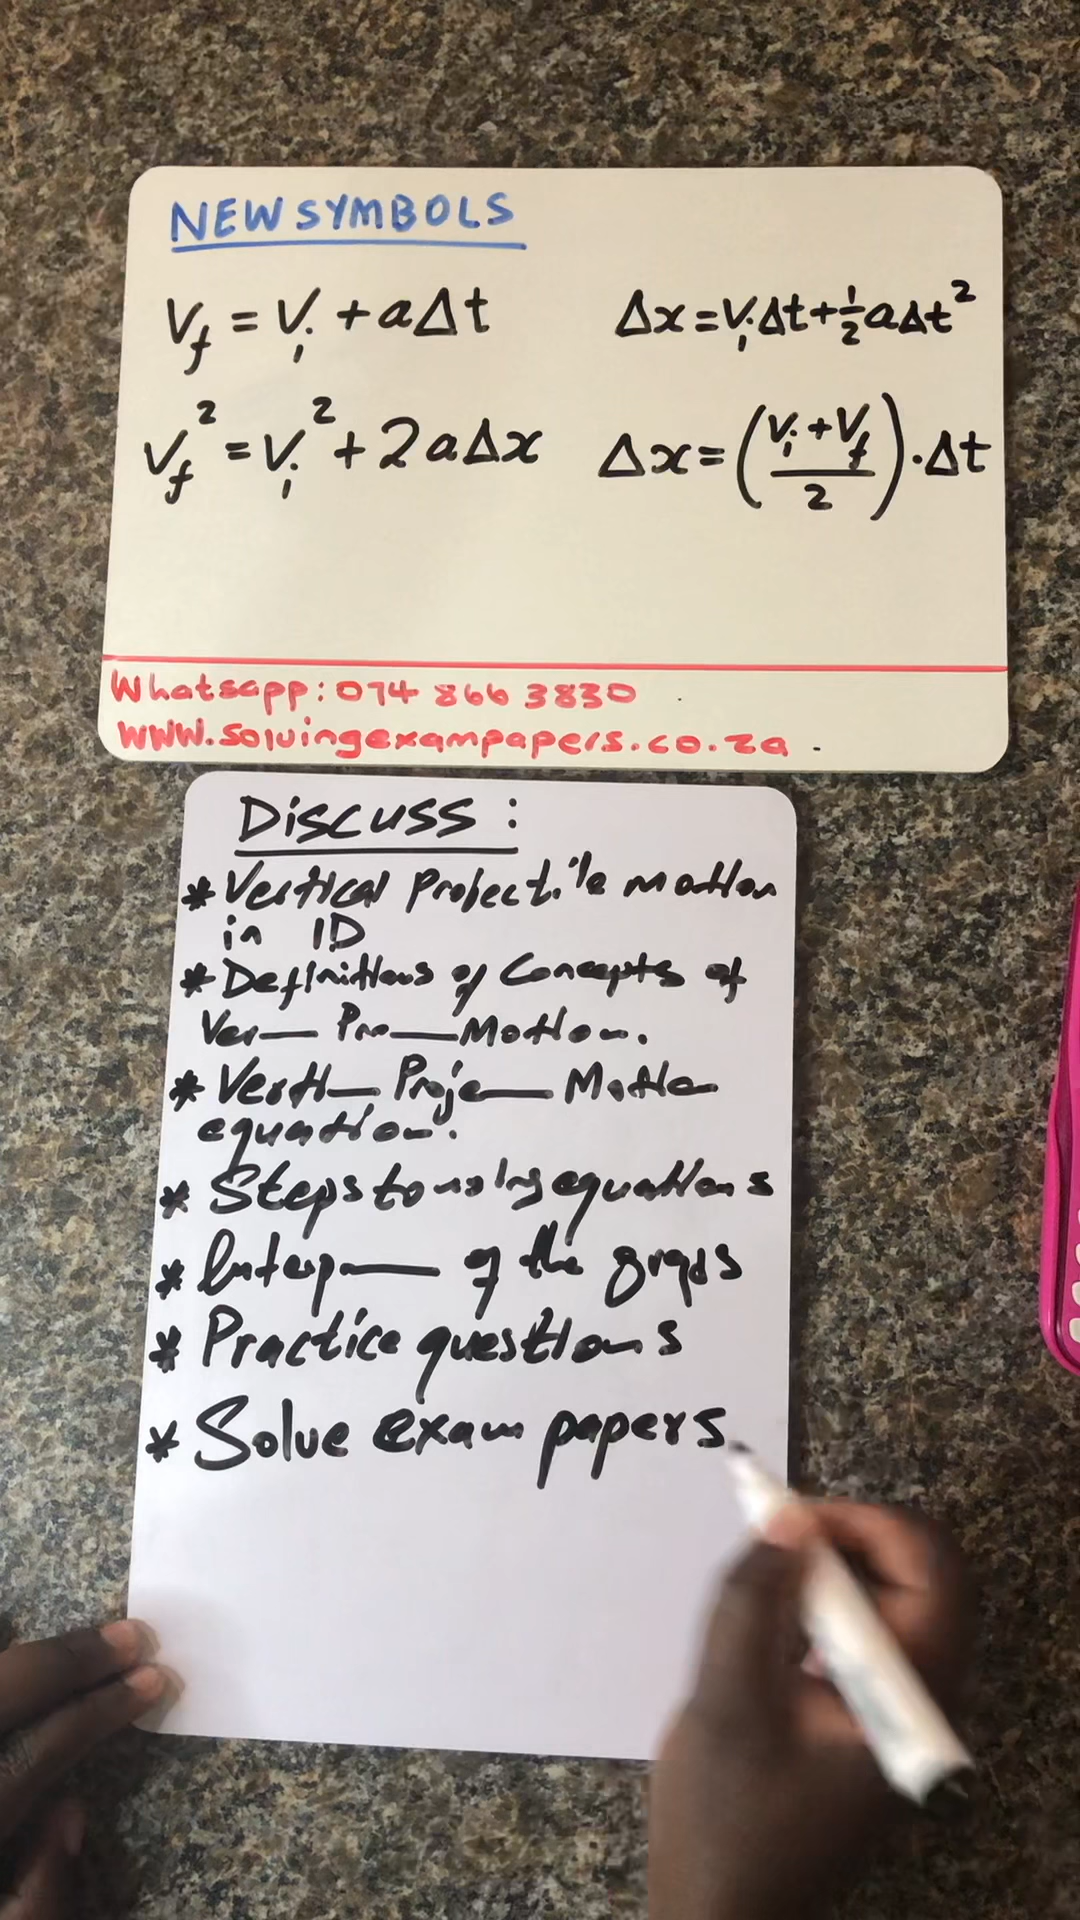 NEW SYMBOLS
Vf = Vi + aΔt
Δx = ViΔt + ½aΔt²
Vf² = Vi² + 2aΔx
Δx = (Vi + Vf / 2) · Δt
Whatsapp: 074 866 3830
www.solvingexampapers.co.za
Discuss:
* Vertical Projectile motion
in 1D
* Definitions of Concepts of
Ver— Pro— Motion.
* Verti— Proje— Motion
equation.
* Steps to using equations
* Interp— of the graps
* Practice questions
* Solve exam papers